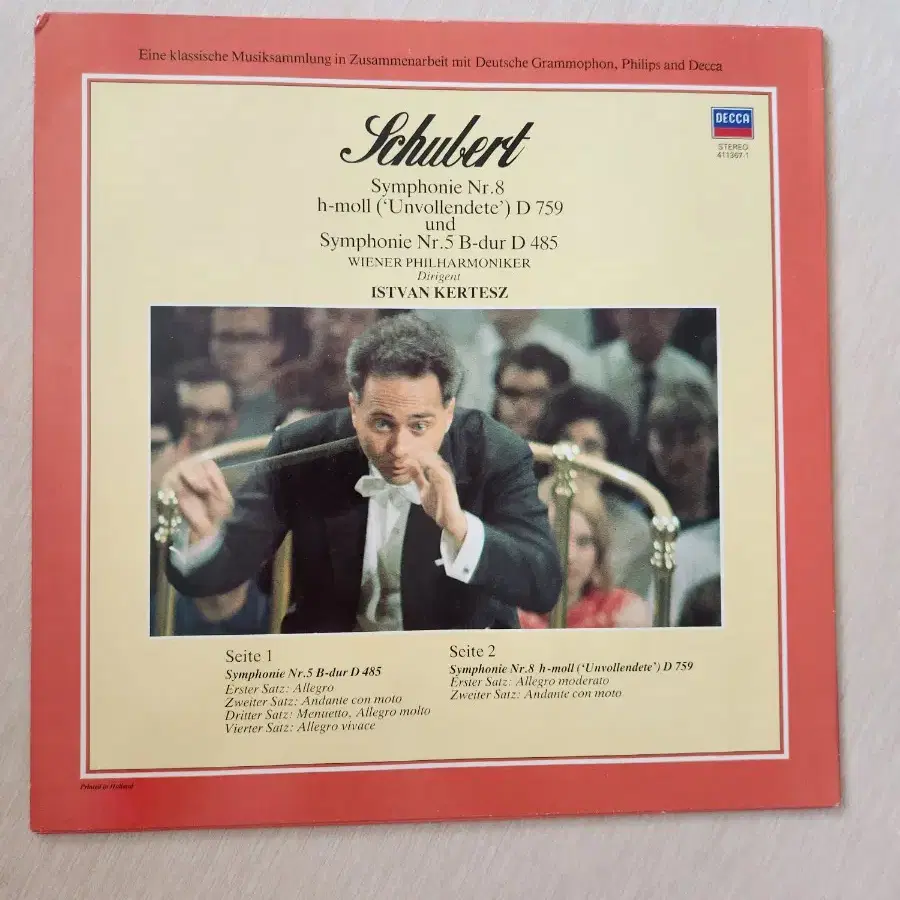 Eine klassische Musiksammlung in Zusammenarbeit mit Deutsche Grammophon, Philips and Decca
DECCA
STEREO
411367-1
Schubert
Symphonie Nr.8
h-moll (‘Unvollendete’) D 759
und
Symphonie Nr.5 B-dur D 485
WIENER PHILHARMONIKER
Dirigent
ISTVAN KERTESZ
Seite 1
Symphonie Nr.5 B-dur D 485
Erster Satz: Allegro
Zweiter Satz: Andante con moto
Dritter Satz: Menuetto, Allegro molto
Vierter Satz: Allegro vivace
Seite 2
Symphonie Nr.8 h-moll (‘Unvollendete’) D 759
Erster Satz: Allegro moderato
Zweiter Satz: Andante con moto
Printed in Holland